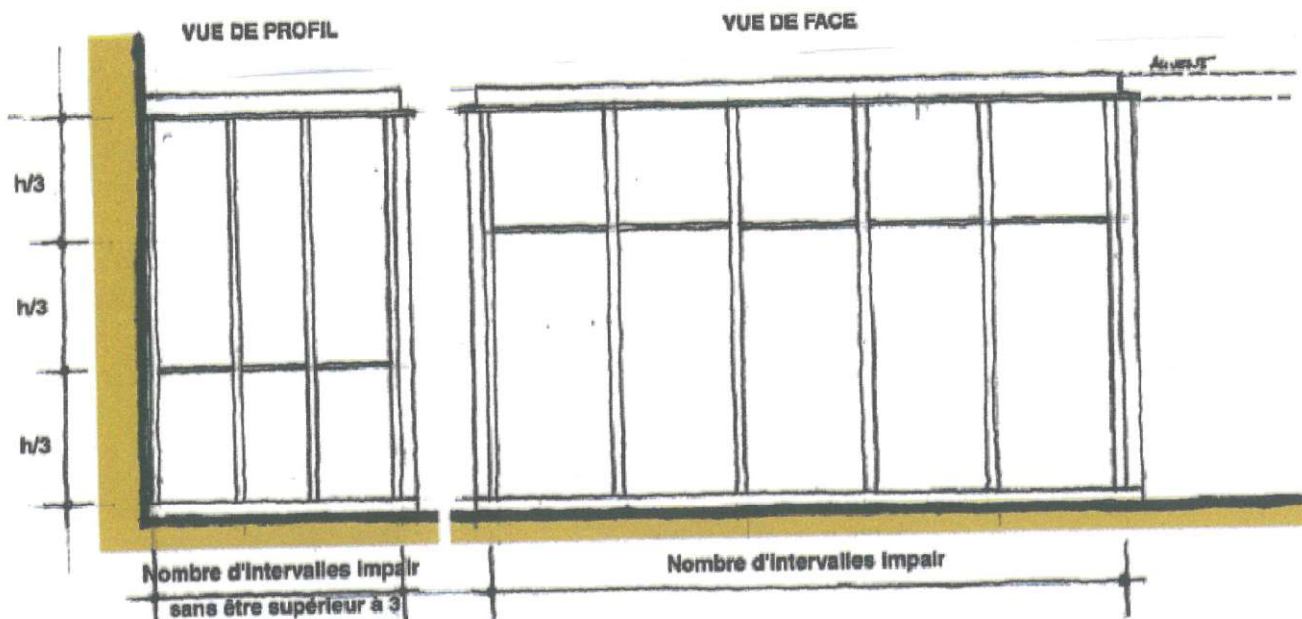 VUE DE PROFIL
VUE DE FACE
Auvent
h/3
h/3
h/3
Nombre d'intervalles impair
sans être supérieur à 3
Nombre d'intervalles impair